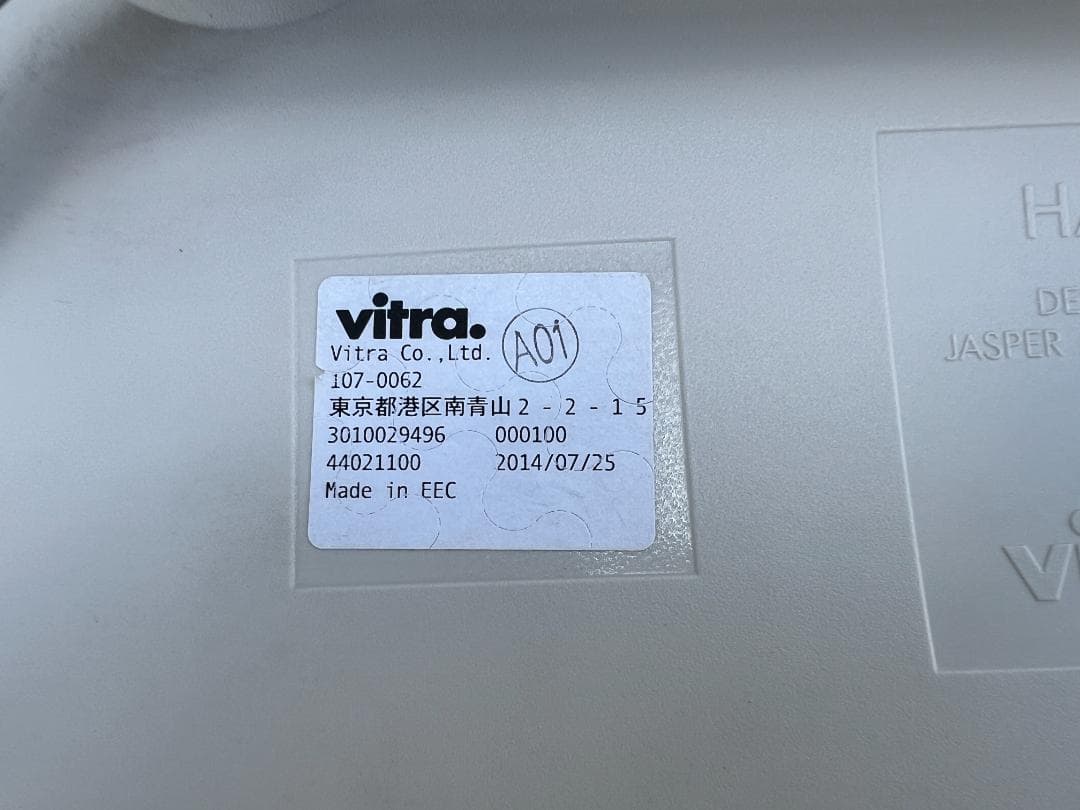 vitra.
A01
Vitra Co.,Ltd.
107-0062
東京都港区南青山2-2-15
3010029496 000100
44021100 2014/07/25
Made in EEC
JASPER